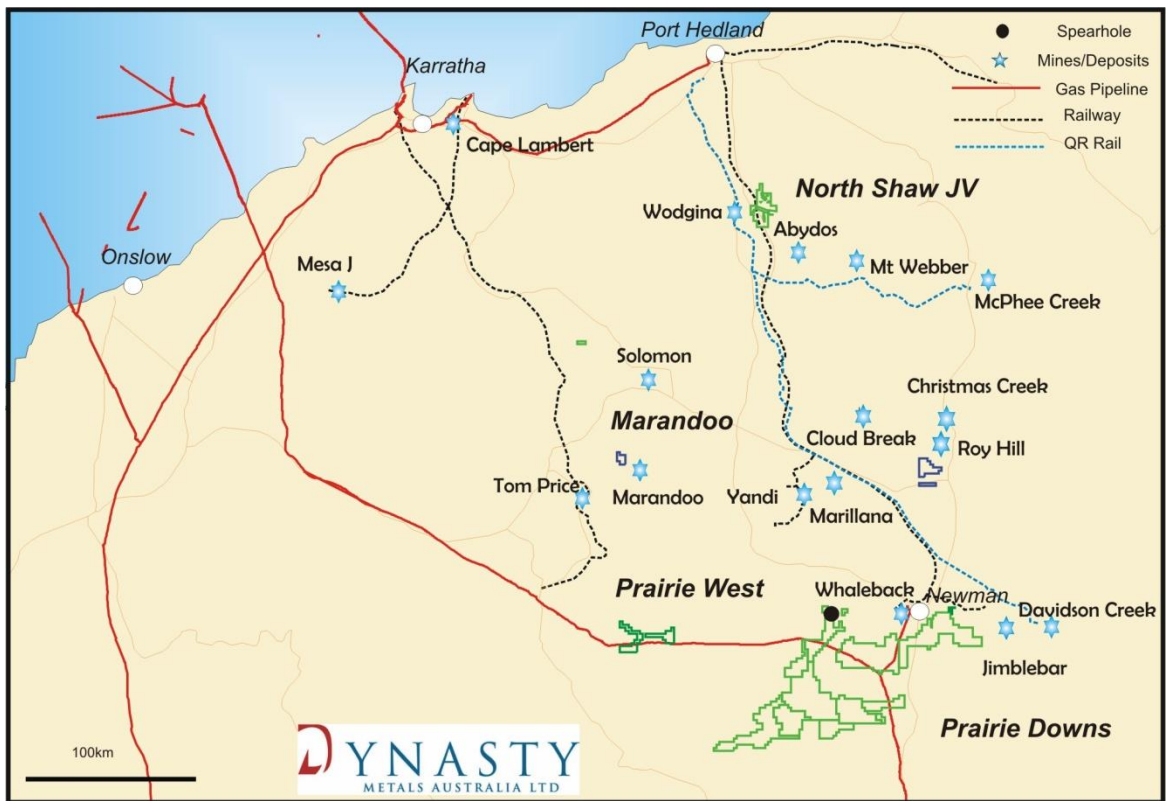 Port Hedland
Spearhole
Mines/Deposits
Karratha
Gas Pipeline
Railway
Cape Lambert
QR Rail
North Shaw JV
Wodgina
Abydos
Onslow
Mesa J
Mt Webber
McPhee Creek
Solomon
Christmas Creek
Marandoo
Cloud Break
Roy Hill
Tom Price
Marandoo
Yandi
Marillana
Prairie West
Whaleback
Newman
Davidson Creek
Jimblebar
Prairie Downs
100km
DYNASTY
METALS AUSTRALIA LTD